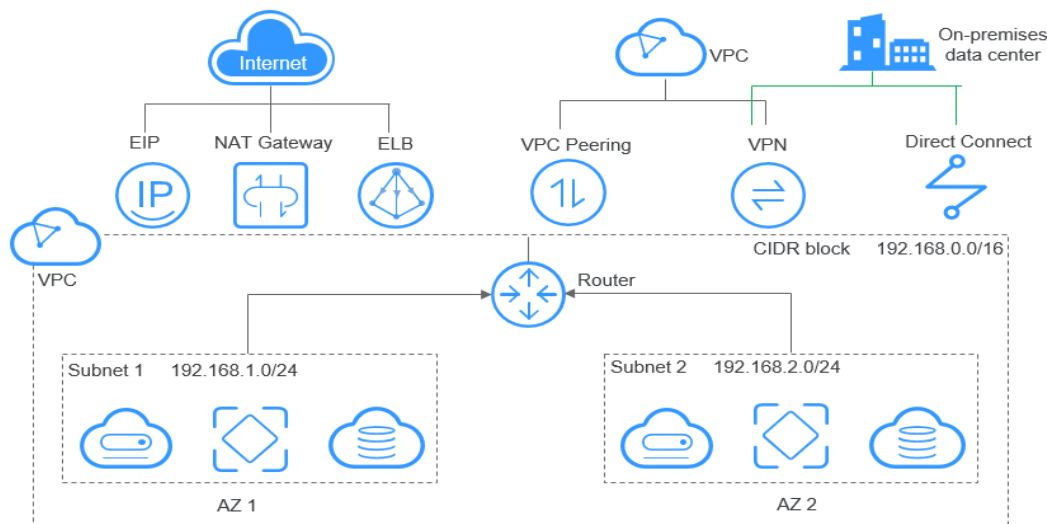 Internet
VPC
On-premises
data center
EIP
NAT Gateway
ELB
VPC Peering
VPN
Direct Connect
IP
VPC
CIDR block 192.168.0.0/16
Router
Subnet 1 192.168.1.0/24
Subnet 2 192.168.2.0/24
AZ 1
AZ 2